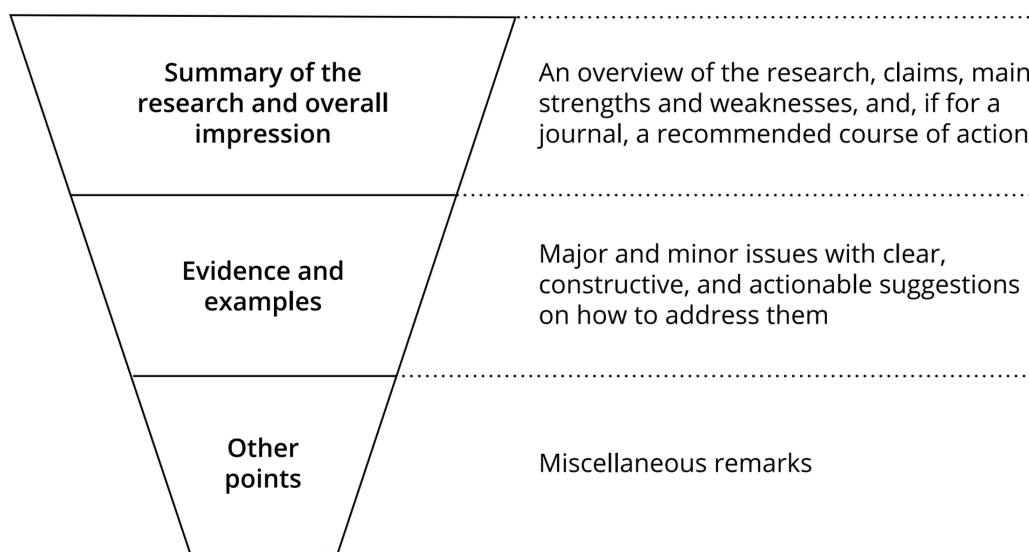 Summary of the
research and overall
impression
An overview of the research, claims, main
strengths and weaknesses, and, if for a
journal, a recommended course of action
Evidence and
examples
Major and minor issues with clear,
constructive, and actionable suggestions
on how to address them
Other
points
Miscellaneous remarks